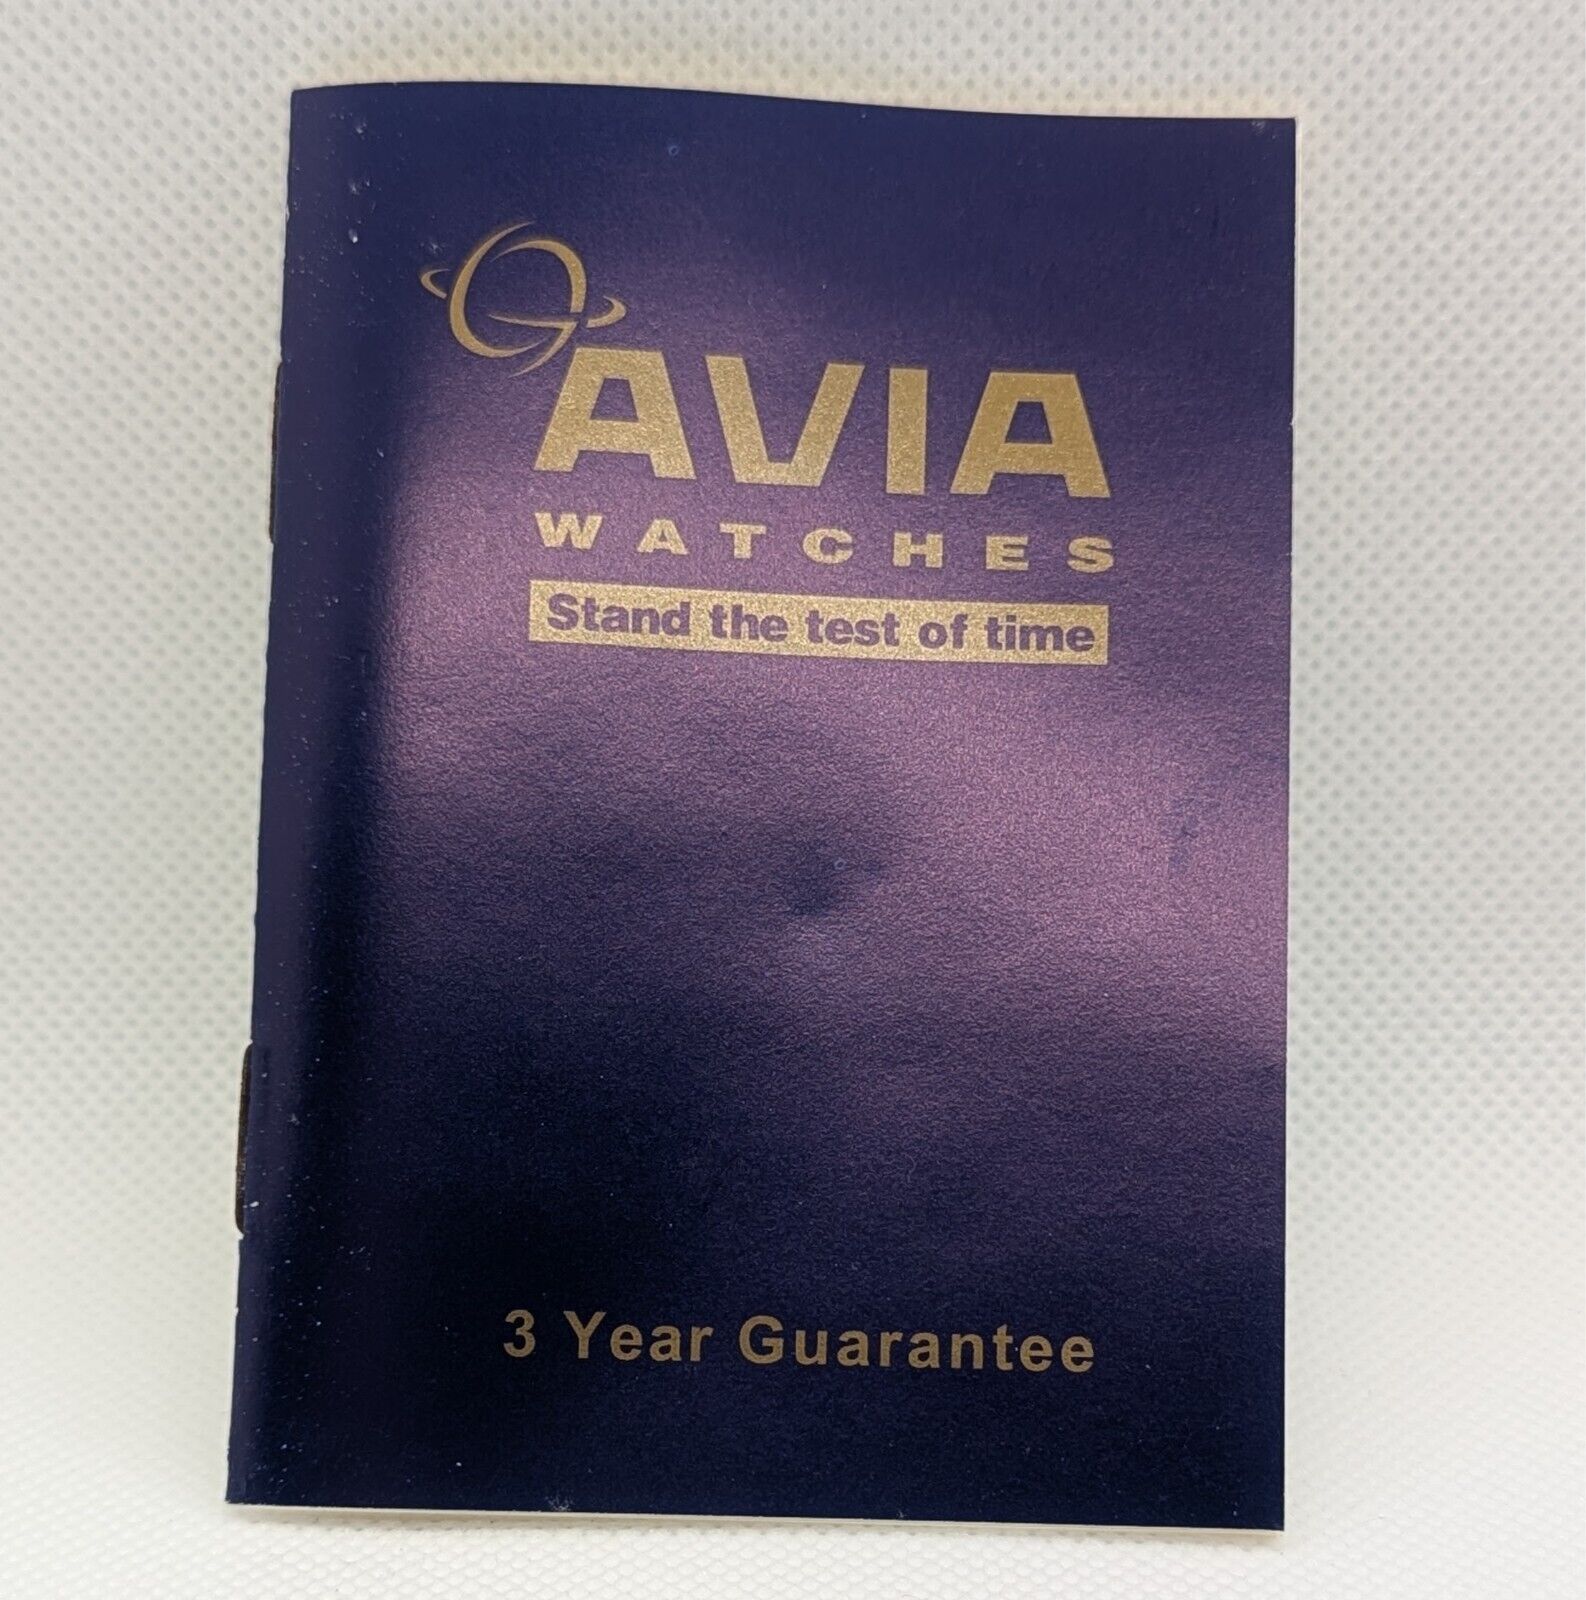 AVIA
WATCHES
Stand the test of time
3 Year Guarantee